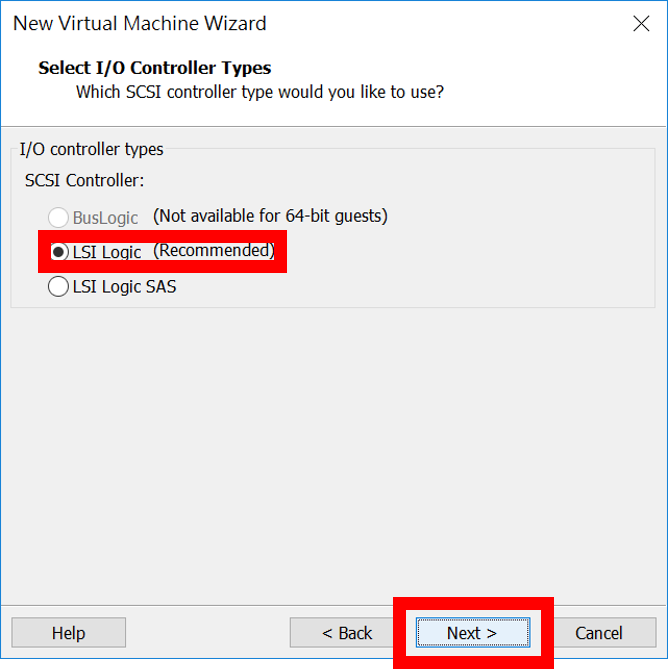 New Virtual Machine Wizard
Select I/O Controller Types
Which SCSI controller type would you like to use?
I/O controller types
SCSI Controller:
BusLogic (Not available for 64-bit guests)
LSI Logic (Recommended)
LSI Logic SAS
Help < Back Next > Cancel